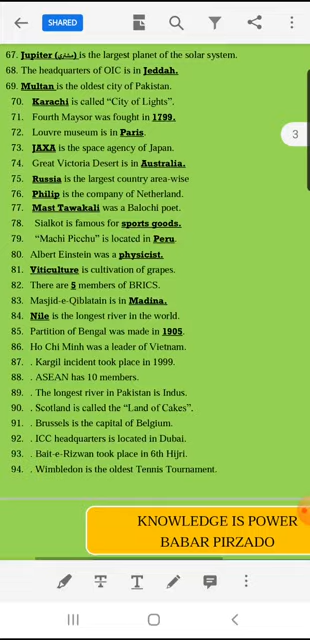 SHARED
67. Jupiter (مشتری) is the largest planet of the solar system.
68. The headquarters of OIC is in Jeddah.
69. Multan is the oldest city of Pakistan.
70. Karachi is called “City of Lights”.
71. Fourth Maysor was fought in 1799.
72. Louvre museum is in Paris.
73. JAXA is the space agency of Japan.
74. Great Victoria Desert is in Australia.
75. Russia is the largest country area-wise
76. Philip is the company of Netherland.
77. Mast Tawakali was a Balochi poet.
78. Sialkot is famous for sports goods.
79. “Machi Piccchu” is located in Peru.
80. Albert Einstein was a physicist.
81. Viticulture is cultivation of grapes.
82. There are 5 members of BRICS.
83. Masjid-e-Qiblatain is in Madina.
84. Nile is the longest river in the world.
85. Partition of Bengal was made in 1905.
86. Ho Chi Minh was a leader of Vietnam.
87. . Kargil incident took place in 1999.
88. . ASEAN has 10 members.
89. . The longest river in Pakistan is Indus.
90. . Scotland is called the “Land of Cakes”.
91. . Brussels is the capital of Belgium.
92. . ICC headquarters is located in Dubai.
93. . Bait-e-Rizwan took place in 6th Hijri.
94. . Wimbledon is the oldest Tennis Tournament.
3
KNOWLEDGE IS POWER
BABAR PIRZADO